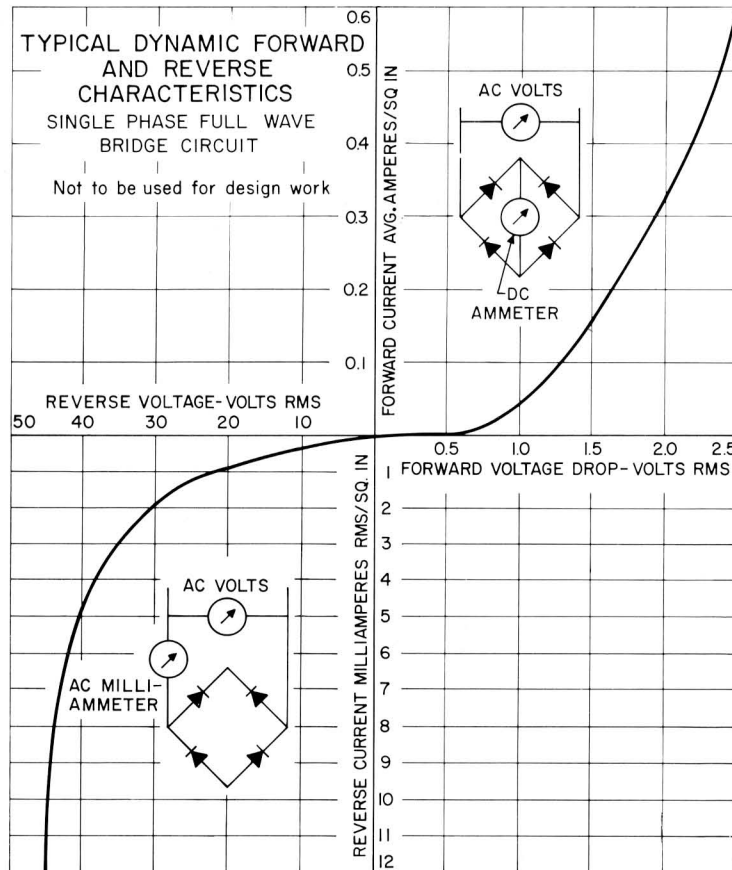 TYPICAL DYNAMIC FORWARD
AND REVERSE
CHARACTERISTICS
SINGLE PHASE FULL WAVE
BRIDGE CIRCUIT
Not to be used for design work
0.6
0.5
0.4
0.3
0.2
0.1
FORWARD CURRENT AVG. AMPERES/SQ IN
AC VOLTS
DC
AMMETER
REVERSE VOLTAGE-VOLTS RMS
50 40 30 20 10
0.5 1.0 1.5 2.0 2.5
FORWARD VOLTAGE DROP-VOLTS RMS
REVERSE CURRENT MILLIAMPERES RMS/SQ. IN
1
2
3
4
5
6
7
8
9
10
11
12
AC VOLTS
AC MILLI-
AMMETER